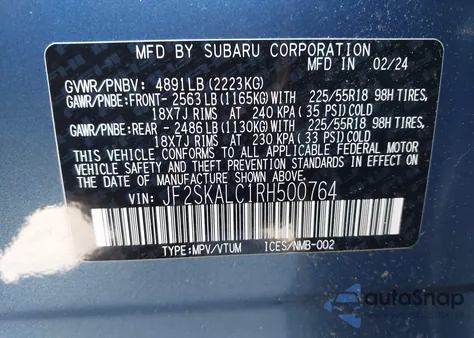 MFD BY SUBARU CORPORATION
MFD IN 02/24
GVWR/PNBV: 4891LB (2223KG)
GAWR/PNBE:FRONT-2563LB (1165KG)WITH 225/55R18 98H TIRES,
18X7J RIMS AT 240 KPA (35 PSI)COLD
GAWR/PNBE:REAR -2486LB (1130KG)WITH 225/55R18 98H TIRES,
18X7J RIMS AT 230 KPA (33 PSI)COLD
THIS VEHICLE CONFORMS TO ALL APPLICABLE FEDERAL MOTOR
VEHICLE SAFETY AND THEFT PREVENTION STANDARDS IN EFFECT
ON THE DATE OF MANUFACTURE SHOWN ABOVE.
VIN: JF2SKALC1RH500764
TYPE:MPV/VTUM ICES/NMB-002
autoSnap